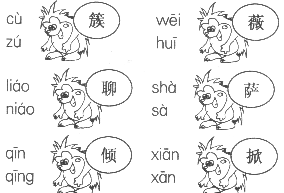 cù
zú
簇
wēi
huī
薇
liáo
niáo
聊
shà
sà
萨
qīn
qīng
倾
xiān
xān
掀